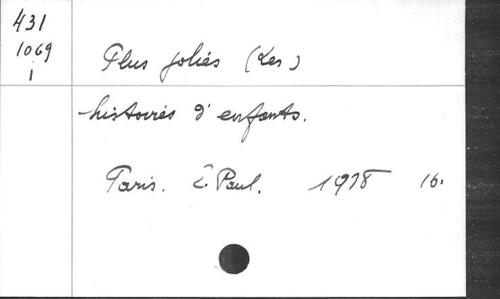 431
1069
1
Plus jolies (Les)
histoires d'enfants.
Paris. É. Paul. 1918 16.